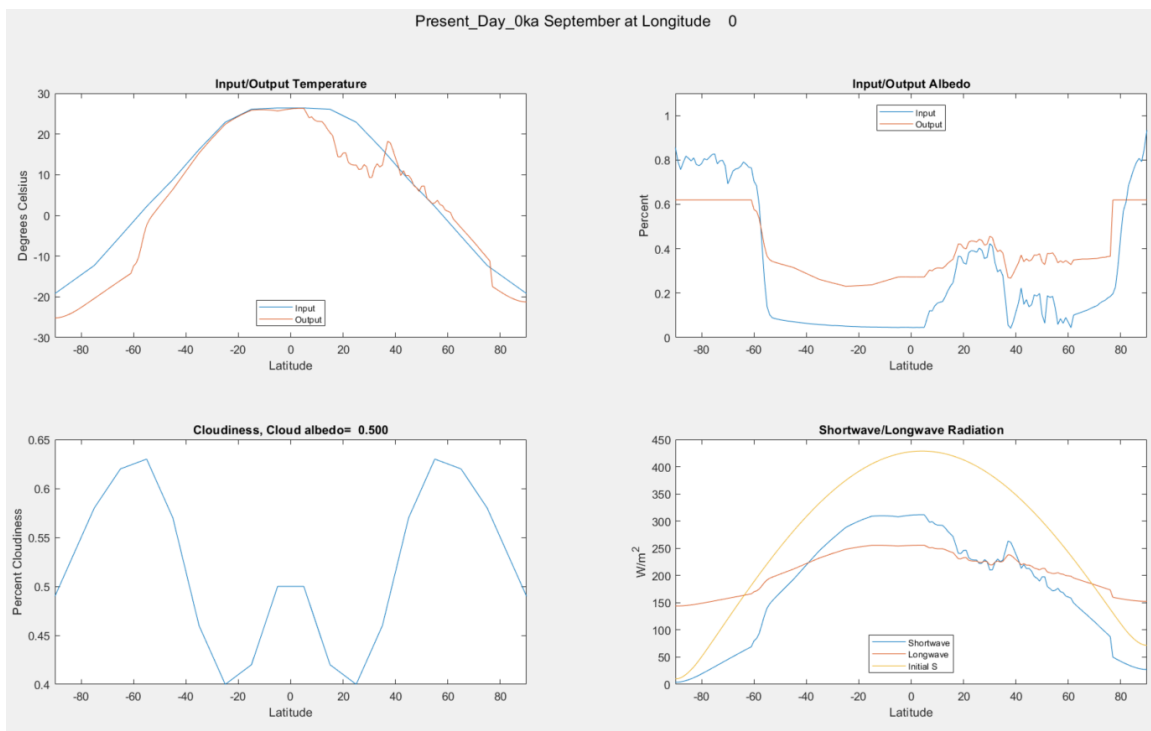 Present_Day_0ka September at Longitude 0
Input/Output Temperature
30
20
10
0
-10
-20
-30
Degrees Celsius
Input
Output
-80 -60 -40 -20 0 20 40 60 80
Latitude
Input/Output Albedo
1
0.8
0.6
0.4
0.2
0
Percent
Input
Output
-80 -60 -40 -20 0 20 40 60 80
Latitude
Cloudiness, Cloud albedo= 0.500
0.65
0.6
0.55
0.5
0.45
0.4
Percent Cloudiness
-80 -60 -40 -20 0 20 40 60 80
Latitude
Shortwave/Longwave Radiation
450
400
350
300
250
200
150
100
50
0
W/m²
Shortwave
Longwave
Initial S
-80 -60 -40 -20 0 20 40 60 80
Latitude